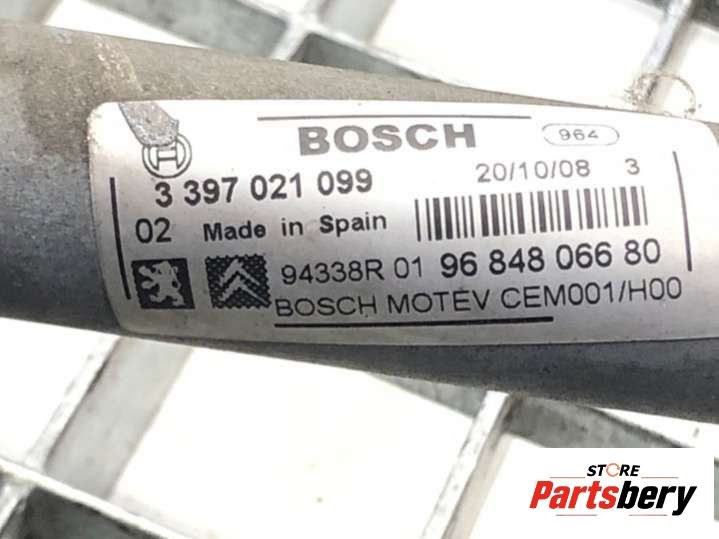 BOSCH 964
3 397 021 099 20/10/08 3
02 Made in Spain
94338R 01 96 848 066 80
BOSCH MOTEV CEM001/H00
STORE
Partsbery